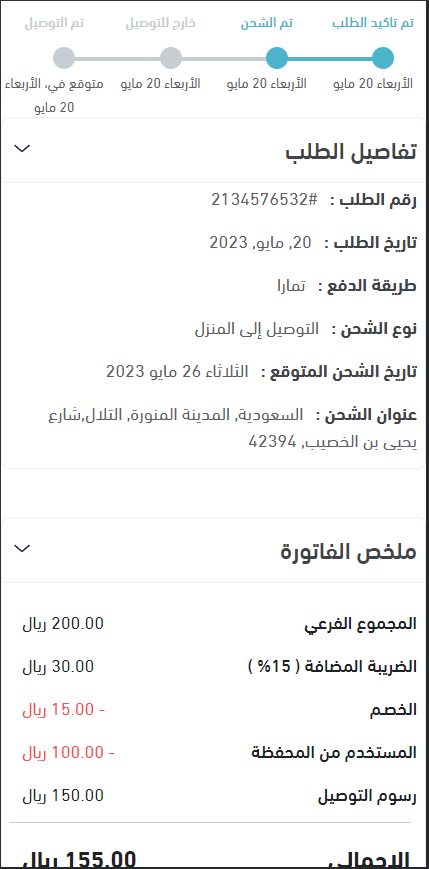 تم تاكيد الطلب
تم الشحن
خارج للتوصيل
تم التوصيل
الأربعاء 20 مايو
الأربعاء 20 مايو
الأربعاء 20 مايو
متوقع في، الأربعاء
20 مايو
تفاصيل الطلب
رقم الطلب : #2134576532
تاريخ الطلب : 20, مايو, 2023
طريقة الدفع : تمارا
نوع الشحن : التوصيل إلى المنزل
تاريخ الشحن المتوقع : الثلاثاء 26 مايو 2023
عنوان الشحن : السعودية, المدينة المنورة, التلال,شارع
يحيى بن الخصيب, 42394
ملخص الفاتورة
المجموع الفرعي 200.00 ريال
الضريبة المضافة ( 15% ) 30.00 ريال
الخصم - 15.00 ريال
المستخدم من المحفظة - 100.00 ريال
رسوم التوصيل 150.00 ريال
الاجمالي 155.00 ريال